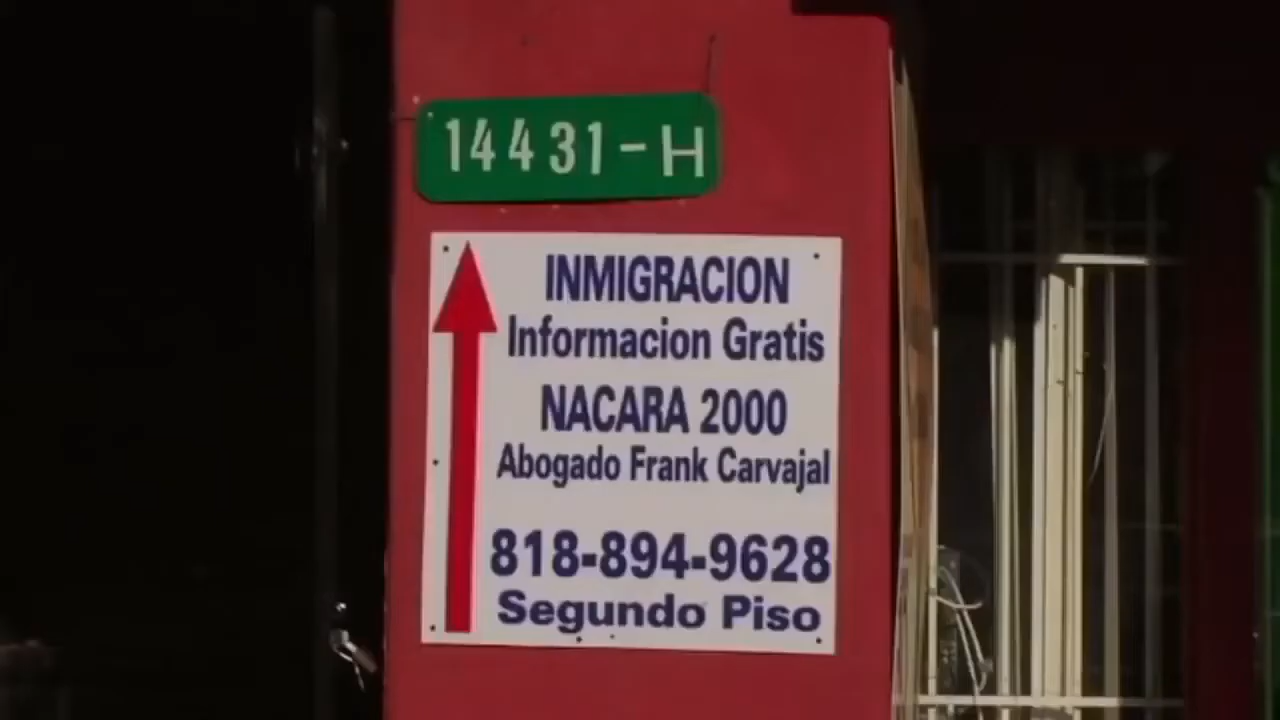 14431-H
INMIGRACION
Informacion Gratis
NACARA 2000
Abogado Frank Carvajal
818-894-9628
Segundo Piso